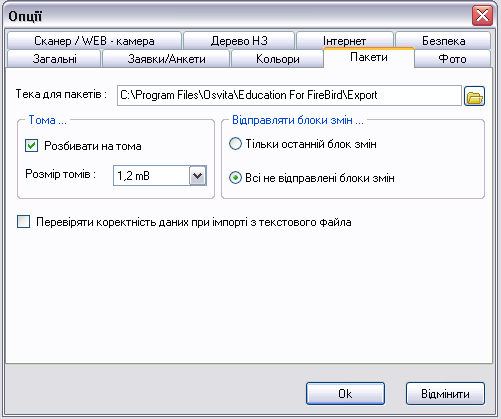 Опції
Сканер / WEB - камера Дерево НЗ Інтернет Безпека
Загальні Заявки/Анкети Кольори Пакети Фото
Тека для пакетів : C:\Program Files\Osvita\Education For FireBird\Export
Тома ...
Розбивати на тома
Розмір томів : 1,2 mB
Відправляти блоки змін ...
Тільки останній блок змін
Всі не відправлені блоки змін
Перевіряти коректність даних при імпорті з текстового файла
Ok Відмінити